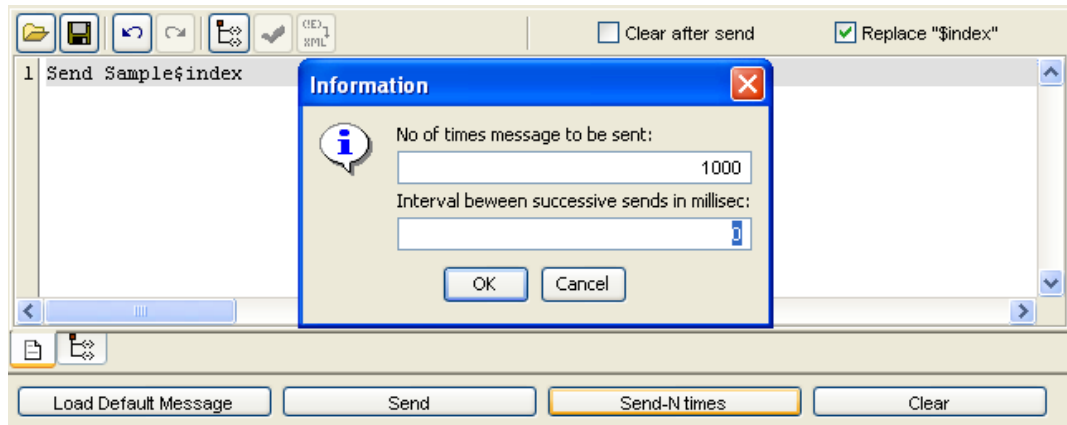 (!E)
XML
Clear after send
Replace "$index"
1 Send Sample$index
Information
No of times message to be sent:
1000
Interval beween successive sends in millisec:
0
OK Cancel
Load Default Message Send Send-N times Clear